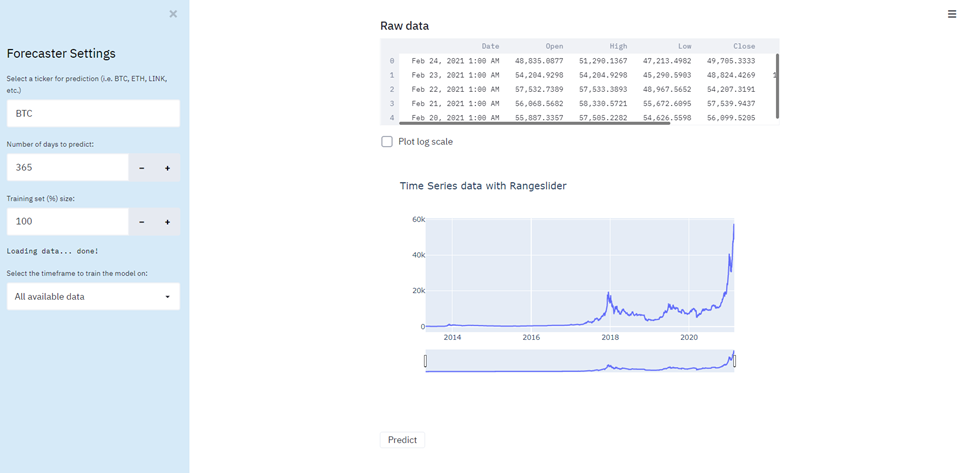 ×
Forecaster Settings
Select a ticker for prediction (i.e. BTC, ETH, LINK,
etc.)
BTC
Number of days to predict:
365
−
+
Training set (%) size:
100
−
+
Loading data... done!
Select the timeframe to train the model on:
All available data
Raw data
Date Open High Low Close
0 Feb 24, 2021 1:00 AM 48,835.0877 51,290.1367 47,213.4982 49,705.3333
1 Feb 23, 2021 1:00 AM 54,204.9298 54,204.9298 45,290.5903 48,824.4269 1
2 Feb 22, 2021 1:00 AM 57,532.7389 57,533.3893 48,967.5652 54,207.3191
3 Feb 21, 2021 1:00 AM 56,068.5682 58,330.5721 55,672.6095 57,539.9437
4 Feb 20, 2021 1:00 AM 55,887.3357 57,505.2282 54,626.5598 56,099.5205
Plot log scale
Time Series data with Rangeslider
60k
40k
20k
0
2014 2016 2018 2020
Predict